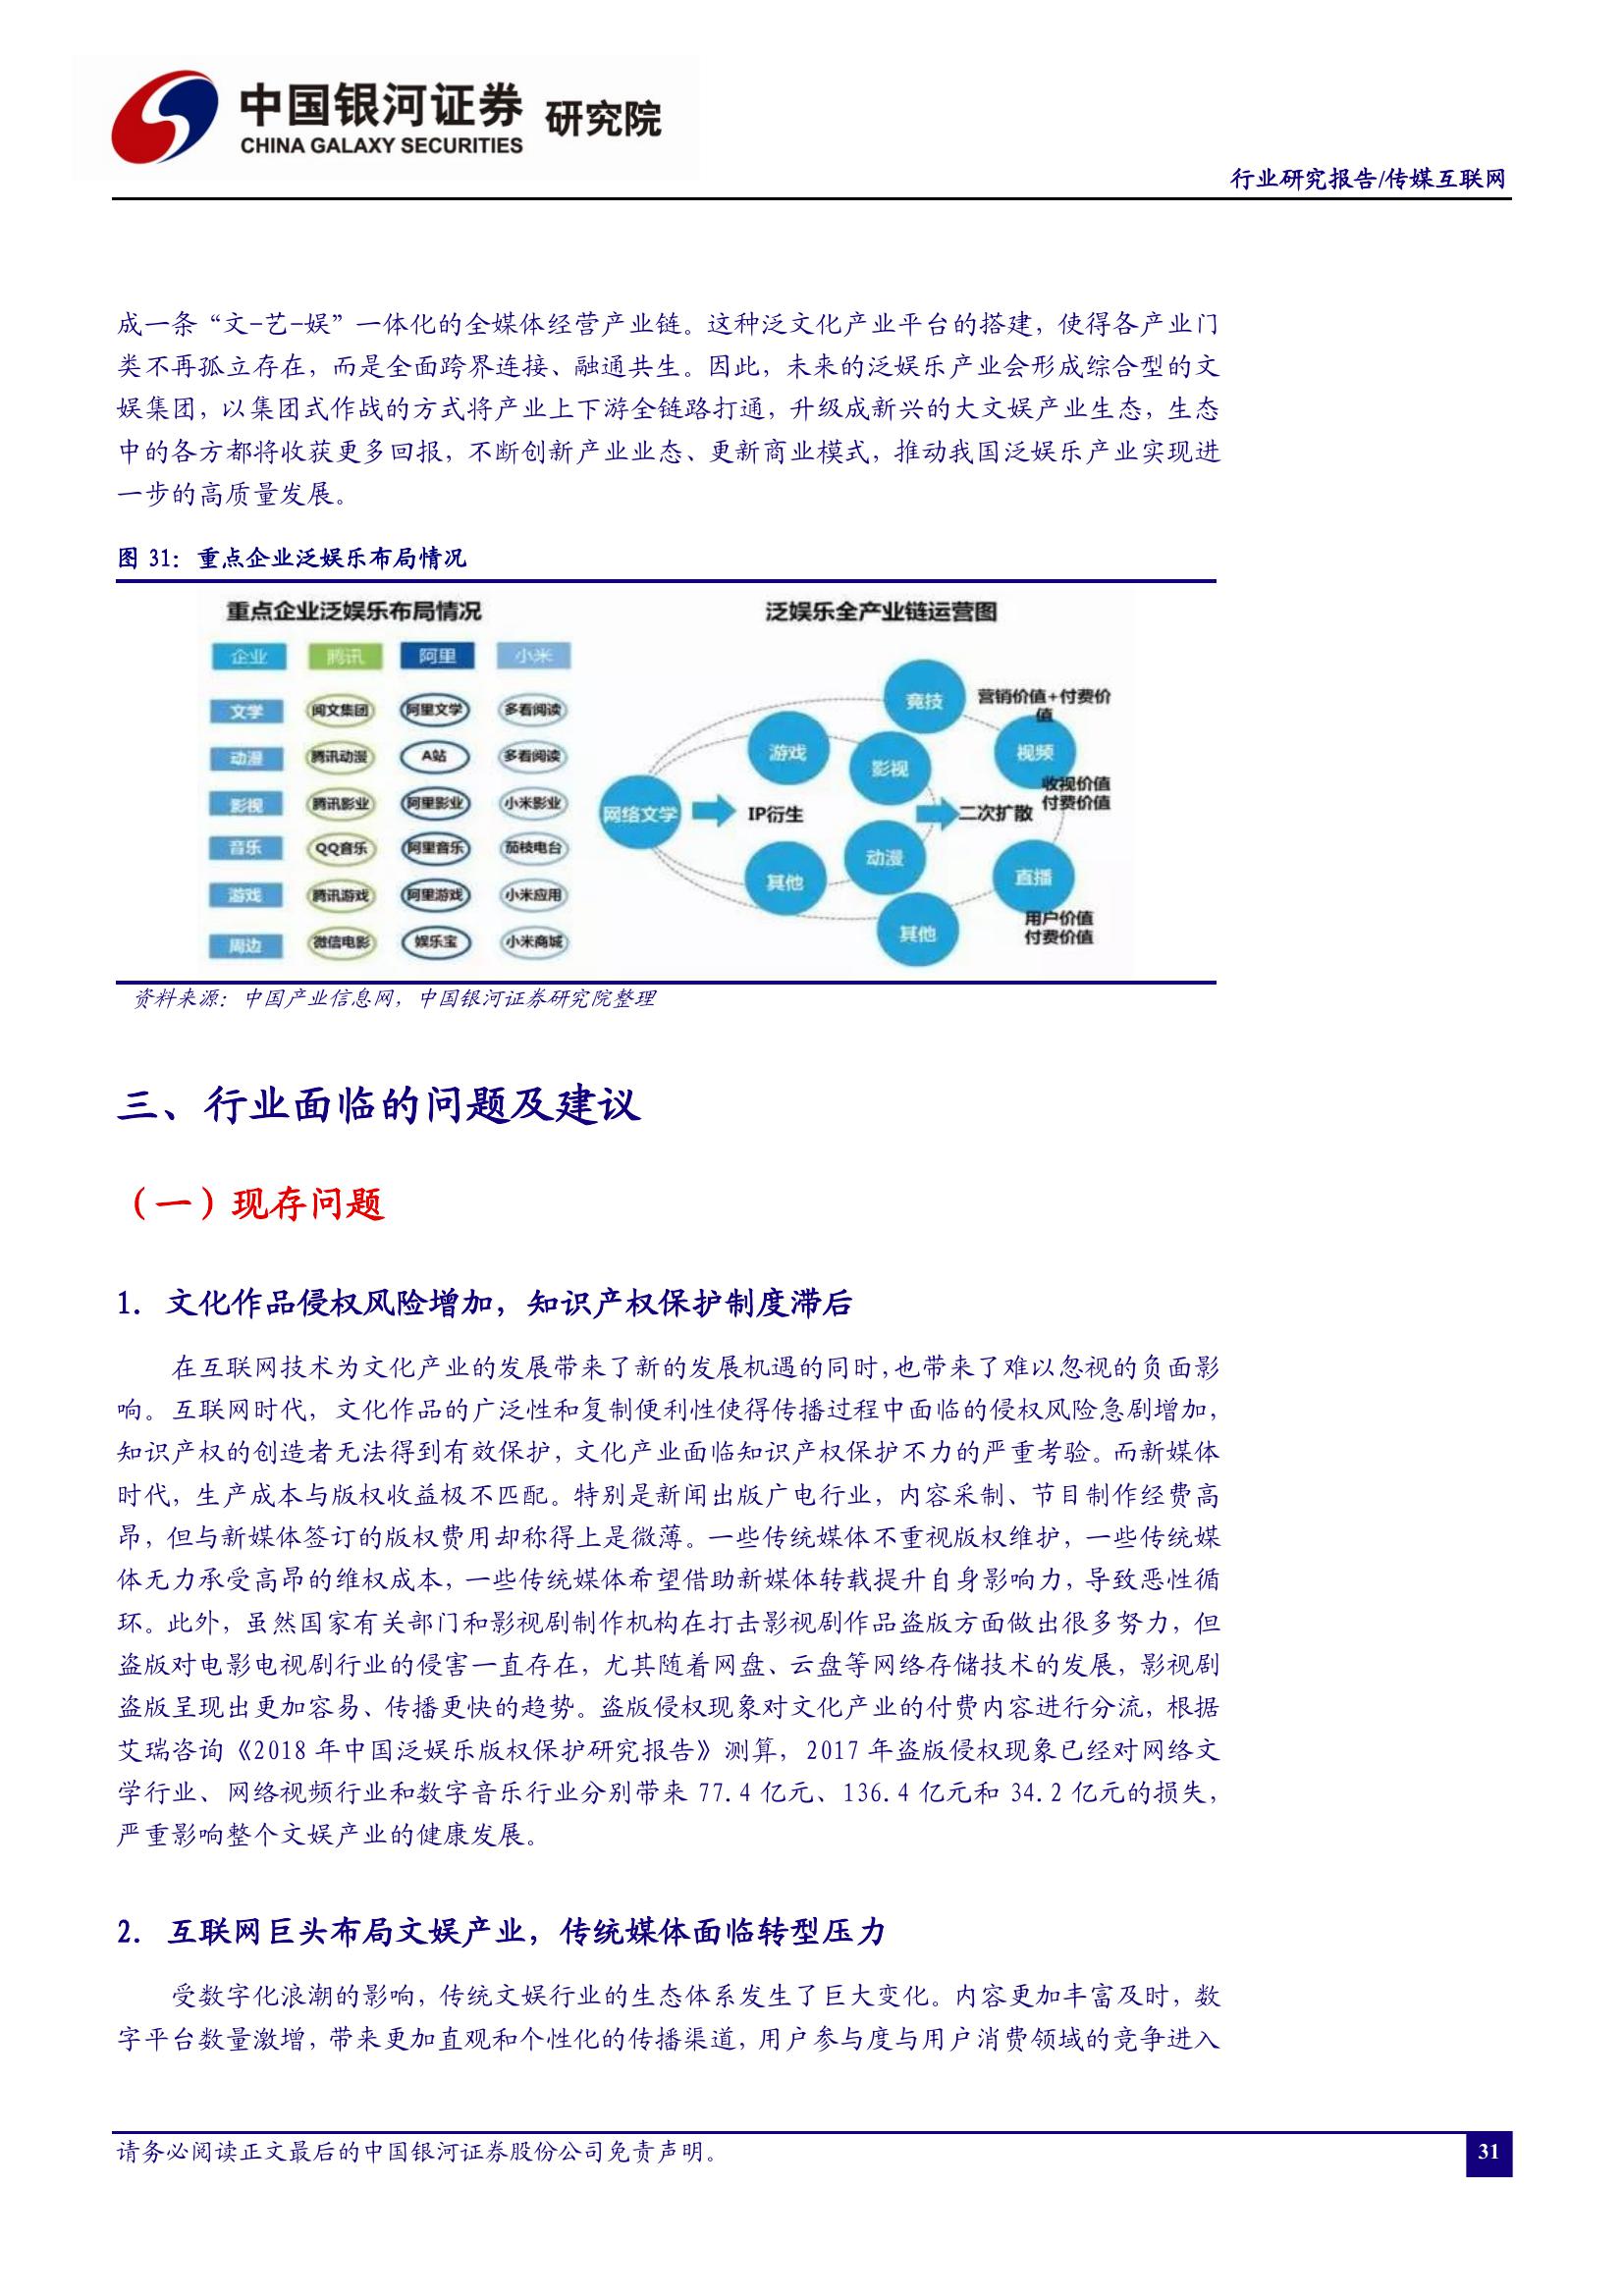 中国银河证券 研究院
CHINA GALAXY SECURITIES
行业研究报告/传媒互联网
成一条“文-艺-娱”一体化的全媒体经营产业链。这种泛文化产业平台的搭建，使得各产业门
类不再孤立存在，而是全面跨界连接、融通共生。因此，未来的泛娱乐产业会形成综合型的文
娱集团，以集团式作战的方式将产业上下游全链路打通，升级成新兴的大文娱产业生态，生态
中的各方都将收获更多回报，不断创新产业业态、更新商业模式，推动我国泛娱乐产业实现进
一步的高质量发展。
图 31：重点企业泛娱乐布局情况
重点企业泛娱乐布局情况
企业 腾讯 阿里 小米
文学 阅文集团 阿里文学 多看阅读
动漫 腾讯动漫 A站 多看阅读
影视 腾讯影业 阿里影业 小米影业
音乐 QQ音乐 阿里音乐 茄枝电台
游戏 腾讯游戏 阿里游戏 小米应用
周边 微信电影 娱乐宝 小米商城
泛娱乐全产业链运营图
竞技
营销价值+付费价
值
游戏
影视
视频
收视价值
付费价值
网络文学
IP衍生
二次扩散
动漫
其他
直播
用户价值
付费价值
其他
资料来源：中国产业信息网，中国银河证券研究院整理
三、行业面临的问题及建议
（一）现存问题
1. 文化作品侵权风险增加，知识产权保护制度滞后
在互联网技术为文化产业的发展带来了新的发展机遇的同时，也带来了难以忽视的负面影
响。互联网时代，文化作品的广泛性和复制便利性使得传播过程中面临的侵权风险急剧增加，
知识产权的创造者无法得到有效保护，文化产业面临知识产权保护不力的严重考验。而新媒体
时代，生产成本与版权收益极不匹配。特别是新闻出版广电行业，内容采制、节目制作经费高
昂，但与新媒体签订的版权费用却称得上是微薄。一些传统媒体不重视版权维护，一些传统媒
体无力承受高昂的维权成本，一些传统媒体希望借助新媒体转载提升自身影响力，导致恶性循
环。此外，虽然国家有关部门和影视剧制作机构在打击影视剧作品盗版方面做出很多努力，但
盗版对电影电视剧行业的侵害一直存在，尤其随着网盘、云盘等网络存储技术的发展，影视剧
盗版呈现出更加容易、传播更快的趋势。盗版侵权现象对文化产业的付费内容进行分流，根据
艾瑞咨询《2018 年中国泛娱乐版权保护研究报告》测算，2017 年盗版侵权现象已经对网络文
学行业、网络视频行业和数字音乐行业分别带来 77.4 亿元、136.4 亿元和 34.2 亿元的损失，
严重影响整个文娱产业的健康发展。
2. 互联网巨头布局文娱产业，传统媒体面临转型压力
受数字化浪潮的影响，传统文娱行业的生态体系发生了巨大变化。内容更加丰富及时，数
字平台数量激增，带来更加直观和个性化的传播渠道，用户参与度与用户消费领域的竞争进入
请务必阅读正文最后的中国银河证券股份公司免责声明。
31